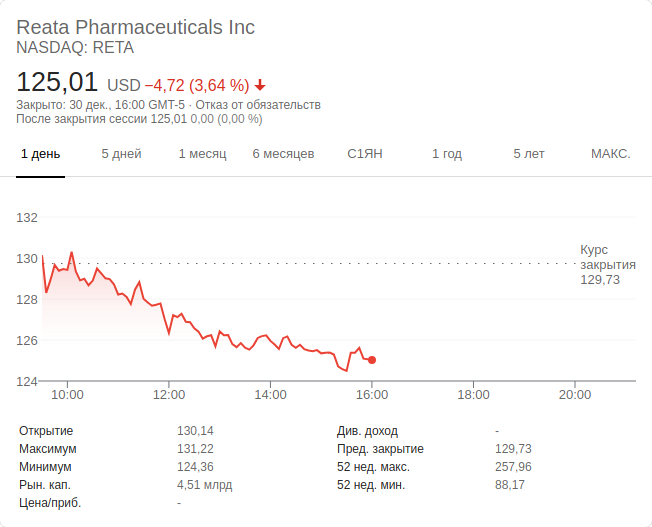 Reata Pharmaceuticals Inc
NASDAQ: RETA
125,01 USD −4,72 (3,64 %)
Закрыто: 30 дек., 16:00 GMT-5 · Отказ от обязательств
После закрытия сессии 125,01 0,00 (0,00 %)
1 день 5 дней 1 месяц 6 месяцев С1ЯН 1 год 5 лет МАКС.
132
130
128
126
124
Курс
закрытия
129,73
10:00 12:00 14:00 16:00 18:00 20:00
Открытие 130,14 Див. доход -
Максимум 131,22 Пред. закрытие 129,73
Минимум 124,36 52 нед. макс. 257,96
Рын. кап. 4,51 млрд 52 нед. мин. 88,17
Цена/приб. -